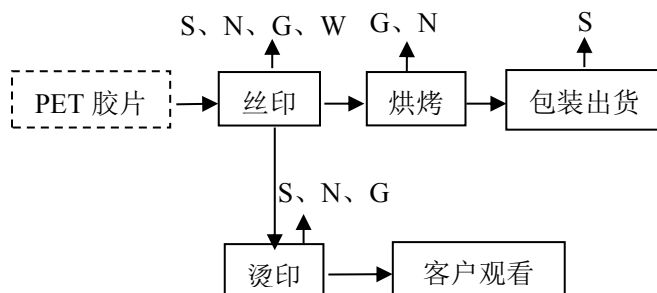 S、N、G、W
G、N
S
PET 胶片
丝印
烘烤
包装出货
S、N、G
烫印
客户观看